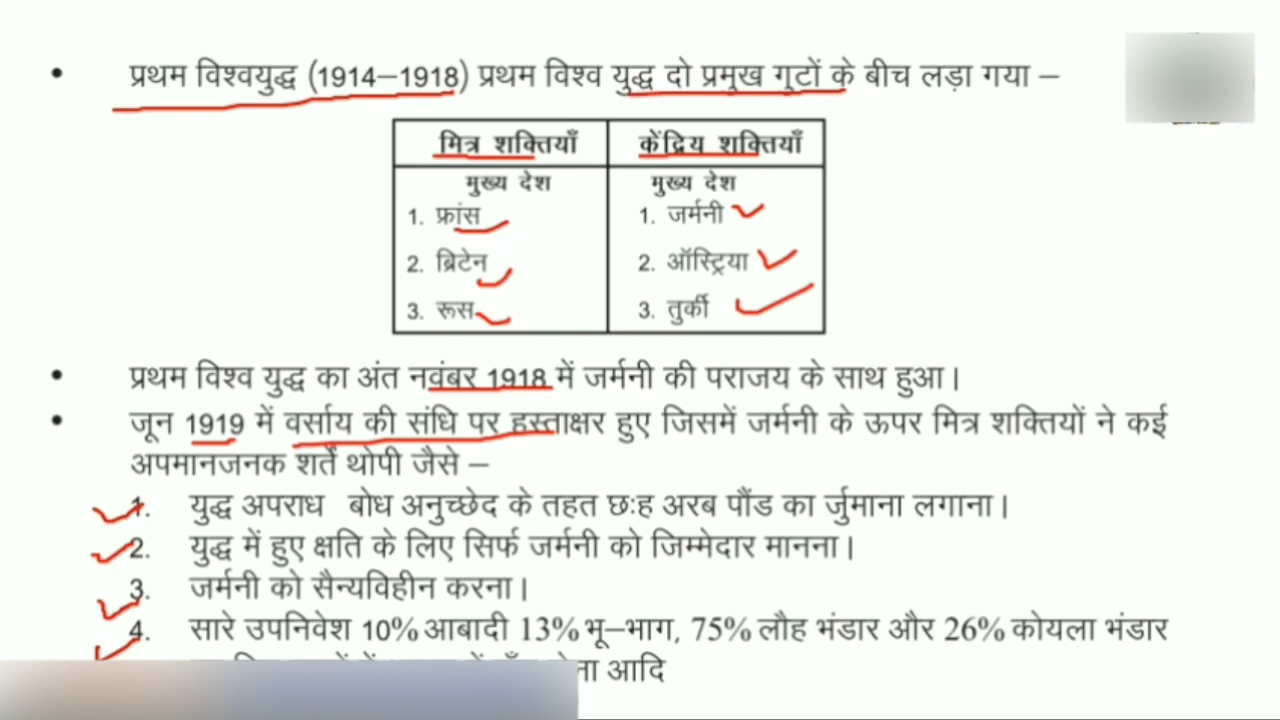 • प्रथम विश्वयुद्ध (1914–1918) प्रथम विश्व युद्ध दो प्रमुख गुटों के बीच लड़ा गया –
मित्र शक्तियाँ केंद्रिय शक्तियाँ
मुख्य देश मुख्य देश
1. फ्रांस 1. जर्मनी
2. ब्रिटेन 2. ऑस्ट्रिया
3. रूस 3. तुर्की
• प्रथम विश्व युद्ध का अंत नवंबर 1918 में जर्मनी की पराजय के साथ हुआ।
• जून 1919 में वर्साय की संधि पर हस्ताक्षर हुए जिसमें जर्मनी के ऊपर मित्र शक्तियों ने कई
अपमानजनक शर्तें थोपी जैसे –
1. युद्ध अपराध बोध अनुच्छेद के तहत छःह अरब पौंड का र्जुमाना लगाना।
2. युद्ध में हुए क्षति के लिए सिर्फ जर्मनी को जिम्मेदार मानना।
3. जर्मनी को सैन्यविहीन करना।
4. सारे उपनिवेश 10% आबादी 13% भू–भाग, 75% लौह भंडार और 26% कोयला भंडार
आदि